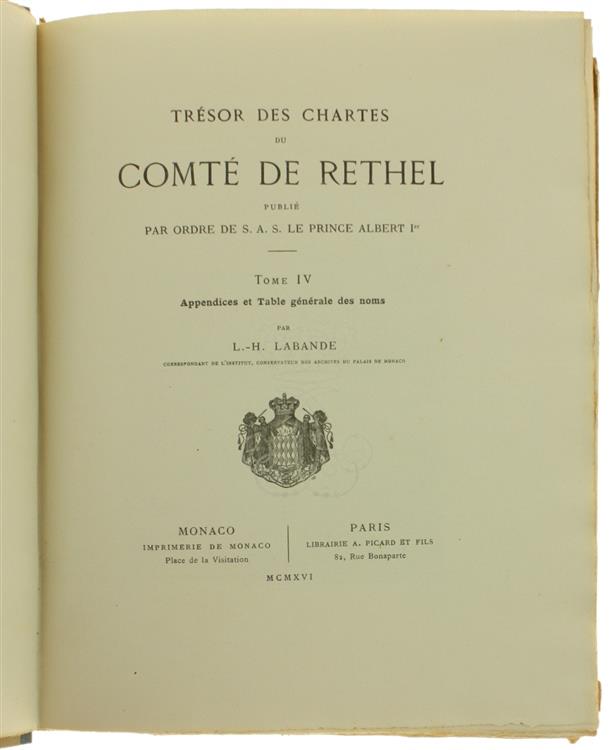 TRÉSOR DES CHARTES
DU
COMTÉ DE RETHEL
PUBLIÉ
PAR ORDRE DE S. A. S. LE PRINCE ALBERT Iᵉʳ
TOME IV
Appendices et Table générale des noms
PAR
L.-H. LABANDE
CORRESPONDANT DE L'INSTITUT, CONSERVATEUR DES ARCHIVES DU PALAIS DE MONACO
MONACO
IMPRIMERIE DE MONACO
Place de la Visitation
PARIS
LIBRAIRIE A. PICARD ET FILS
82, Rue Bonaparte
MCMXVI